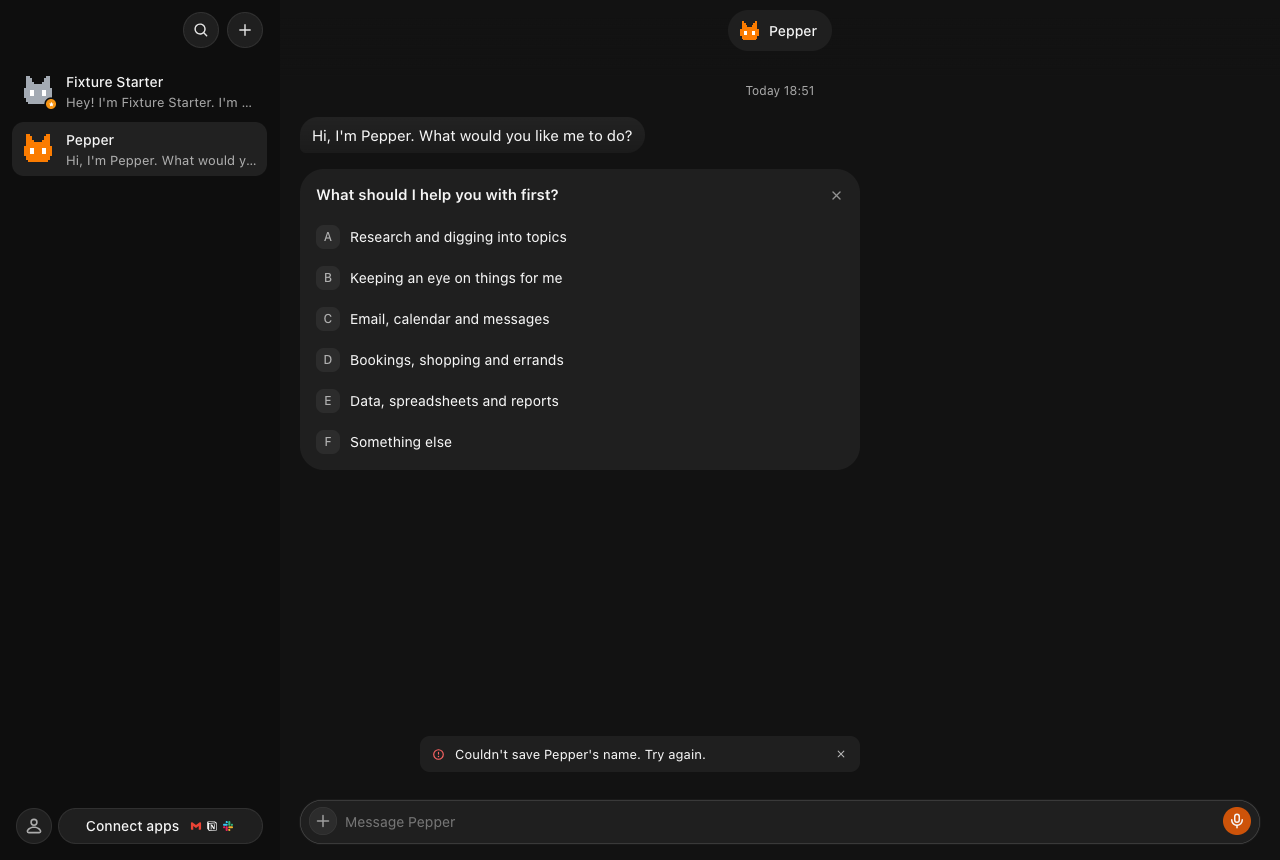 Fixture Starter
Hey! I'm Fixture Starter. I'm ...
Pepper
Hi, I'm Pepper. What would y...
Connect apps
Pepper
Today 18:51
Hi, I'm Pepper. What would you like me to do?
What should I help you with first?
A Research and digging into topics
B Keeping an eye on things for me
C Email, calendar and messages
D Bookings, shopping and errands
E Data, spreadsheets and reports
F Something else
Couldn't save Pepper's name. Try again.
Message Pepper